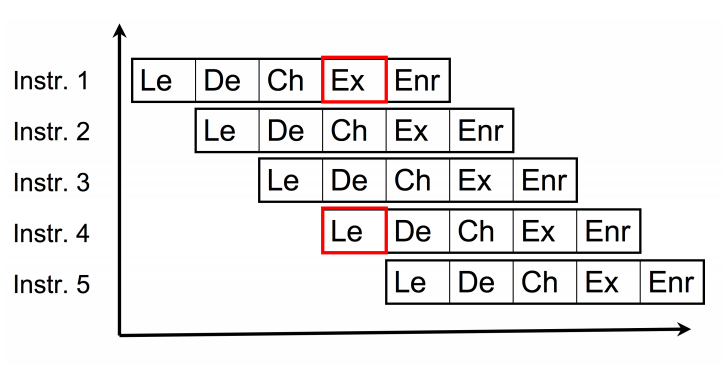 Instr. 1 Le De Ch Ex Enr
Instr. 2 Le De Ch Ex Enr
Instr. 3 Le De Ch Ex Enr
Instr. 4 Le De Ch Ex Enr
Instr. 5 Le De Ch Ex Enr